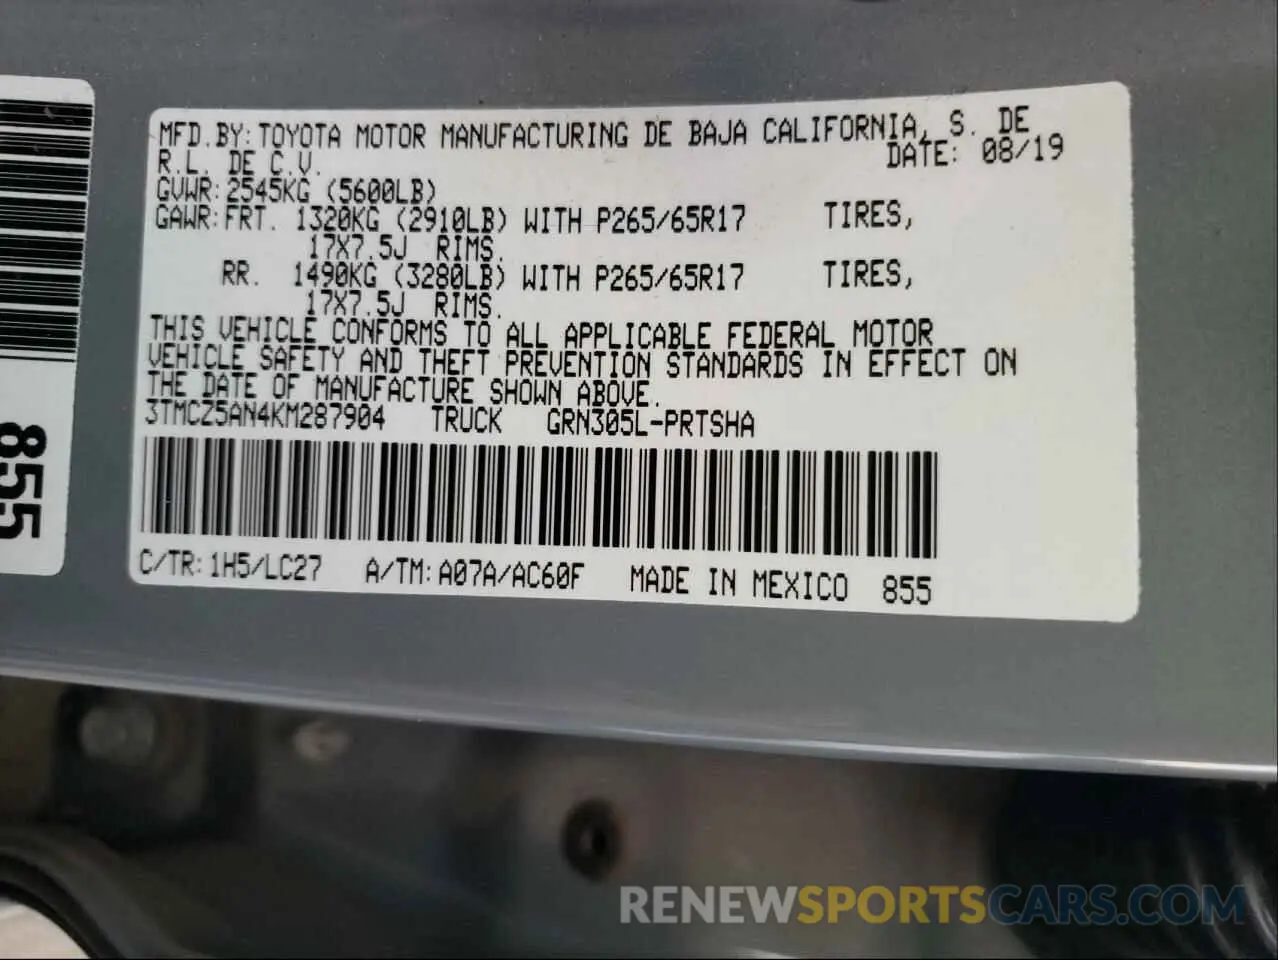 MFD.BY:TOYOTA MOTOR MANUFACTURING DE BAJA CALIFORNIA, S. DE
R.L. DE C.V. DATE: 08/19
GVWR:2545KG (5600LB)
GAWR:FRT. 1320KG (2910LB) WITH P265/65R17 TIRES,
17X7.5J RIMS.
RR. 1490KG (3280LB) WITH P265/65R17 TIRES,
17X7.5J RIMS.
THIS VEHICLE CONFORMS TO ALL APPLICABLE FEDERAL MOTOR
VEHICLE SAFETY AND THEFT PREVENTION STANDARDS IN EFFECT ON
THE DATE OF MANUFACTURE SHOWN ABOVE.
3TMCZ5AN4KM287904 TRUCK GRN305L-PRTSHA
C/TR:1H5/LC27 A/TM:A07A/AC60F MADE IN MEXICO 855
855
RENEWSPORTSCARS.COM